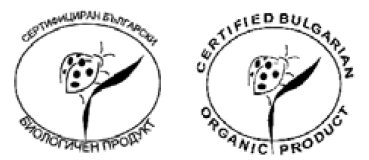 СЕРТИФИЦИРАН БЪЛГАРСКИ
БИОЛОГИЧЕН ПРОДУКТ
CERTIFIED BULGARIAN
ORGANIC PRODUCT